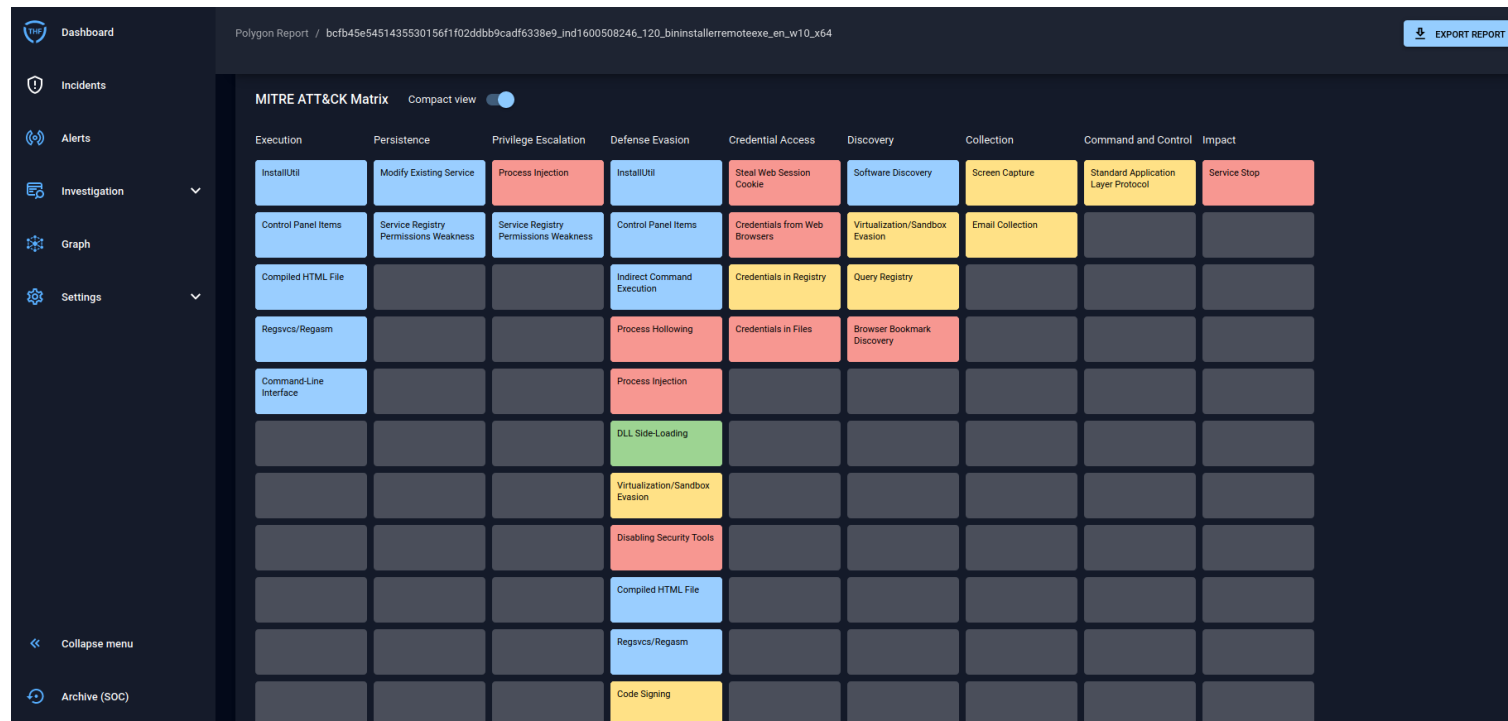 THF
Dashboard
Incidents
Alerts
Investigation
Graph
Settings
Collapse menu
Archive (SOC)
Polygon Report / bcfb45e5451435530156f1f02ddbb9cadf6338e9_ind1600508246_120_bininstallerremoteexe_en_w10_x64
EXPORT REPORT
MITRE ATT&CK Matrix Compact view
Execution Persistence Privilege Escalation Defense Evasion Credential Access Discovery Collection Command and Control Impact
InstallUtil
Modify Existing Service
Process Injection
InstallUtil
Steal Web Session
Cookie
Software Discovery
Screen Capture
Standard Application
Layer Protocol
Service Stop
Control Panel Items
Service Registry
Permissions Weakness
Service Registry
Permissions Weakness
Control Panel Items
Credentials from Web
Browsers
Virtualization/Sandbox
Evasion
Email Collection
Compiled HTML File
Indirect Command
Execution
Credentials in Registry
Query Registry
Regsvcs/Regasm
Process Hollowing
Credentials in Files
Browser Bookmark
Discovery
Command-Line
Interface
Process Injection
DLL Side-Loading
Virtualization/Sandbox
Evasion
Disabling Security Tools
Compiled HTML File
Regsvcs/Regasm
Code Signing